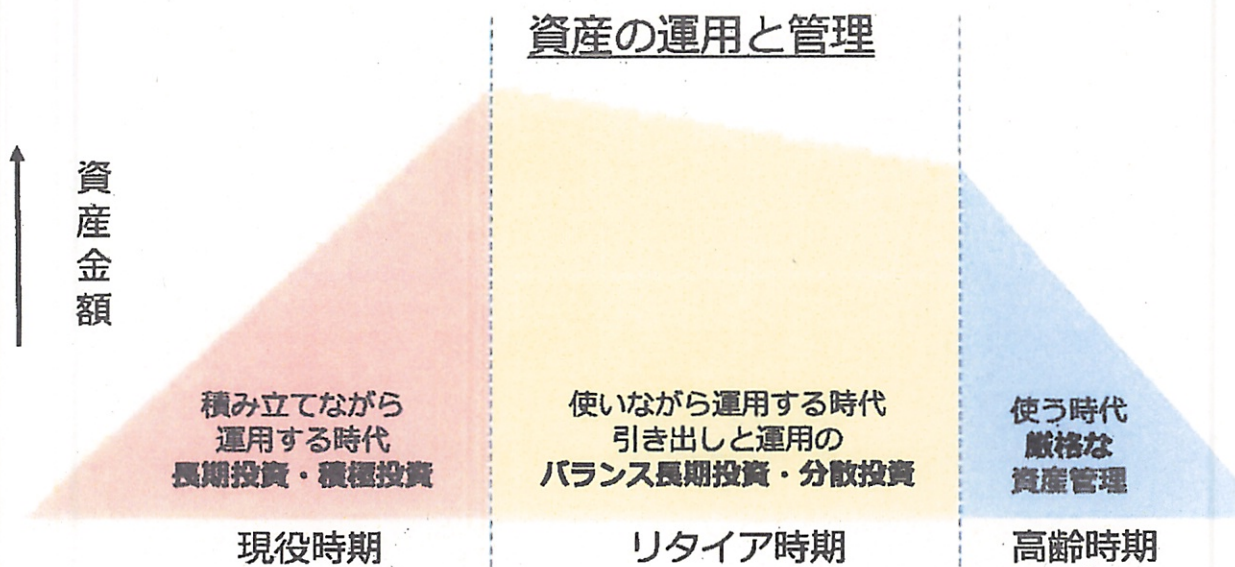 資産の運用と管理
資産金額
積み立てながら
運用する時代
長期投資・積極投資
使いながら運用する時代
引き出しと運用の
バランス長期投資・分散投資
使う時代
厳格な
資産管理
現役時期
リタイア時期
高齢時期